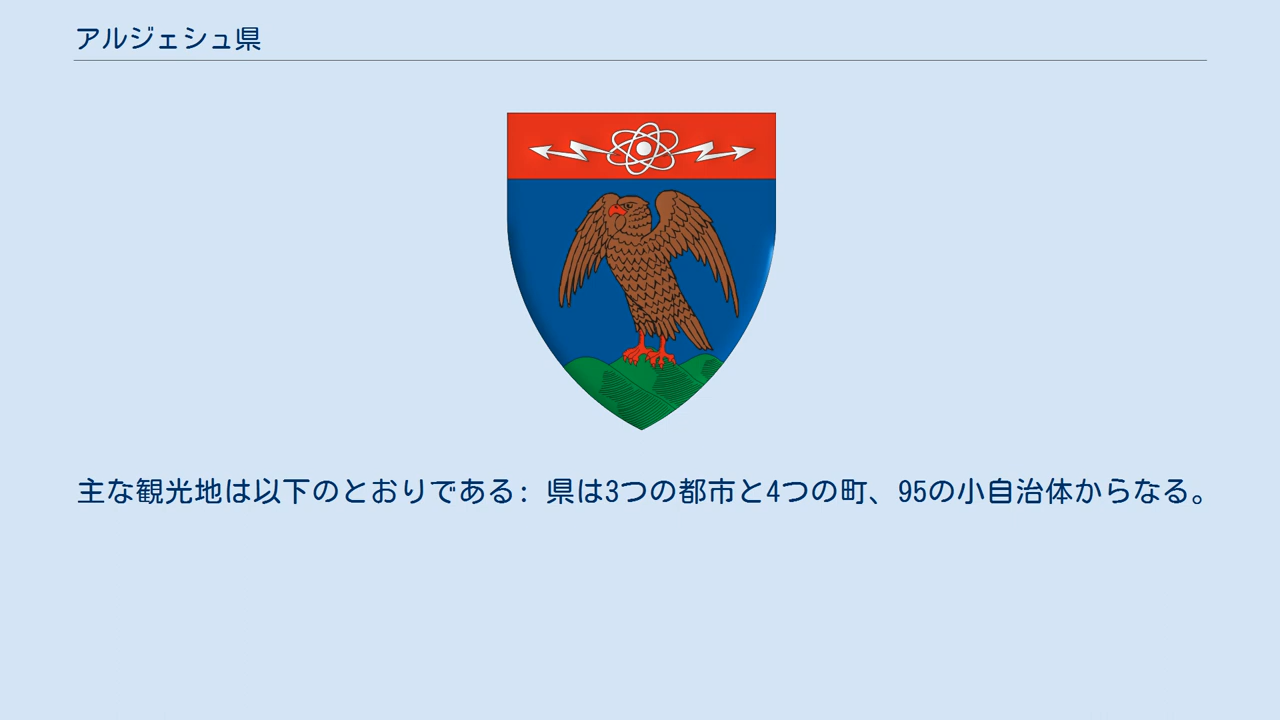 アルジェシュ県
主な観光地は以下のとおりである: 県は3つの都市と4つの町、95の小自治体からなる。